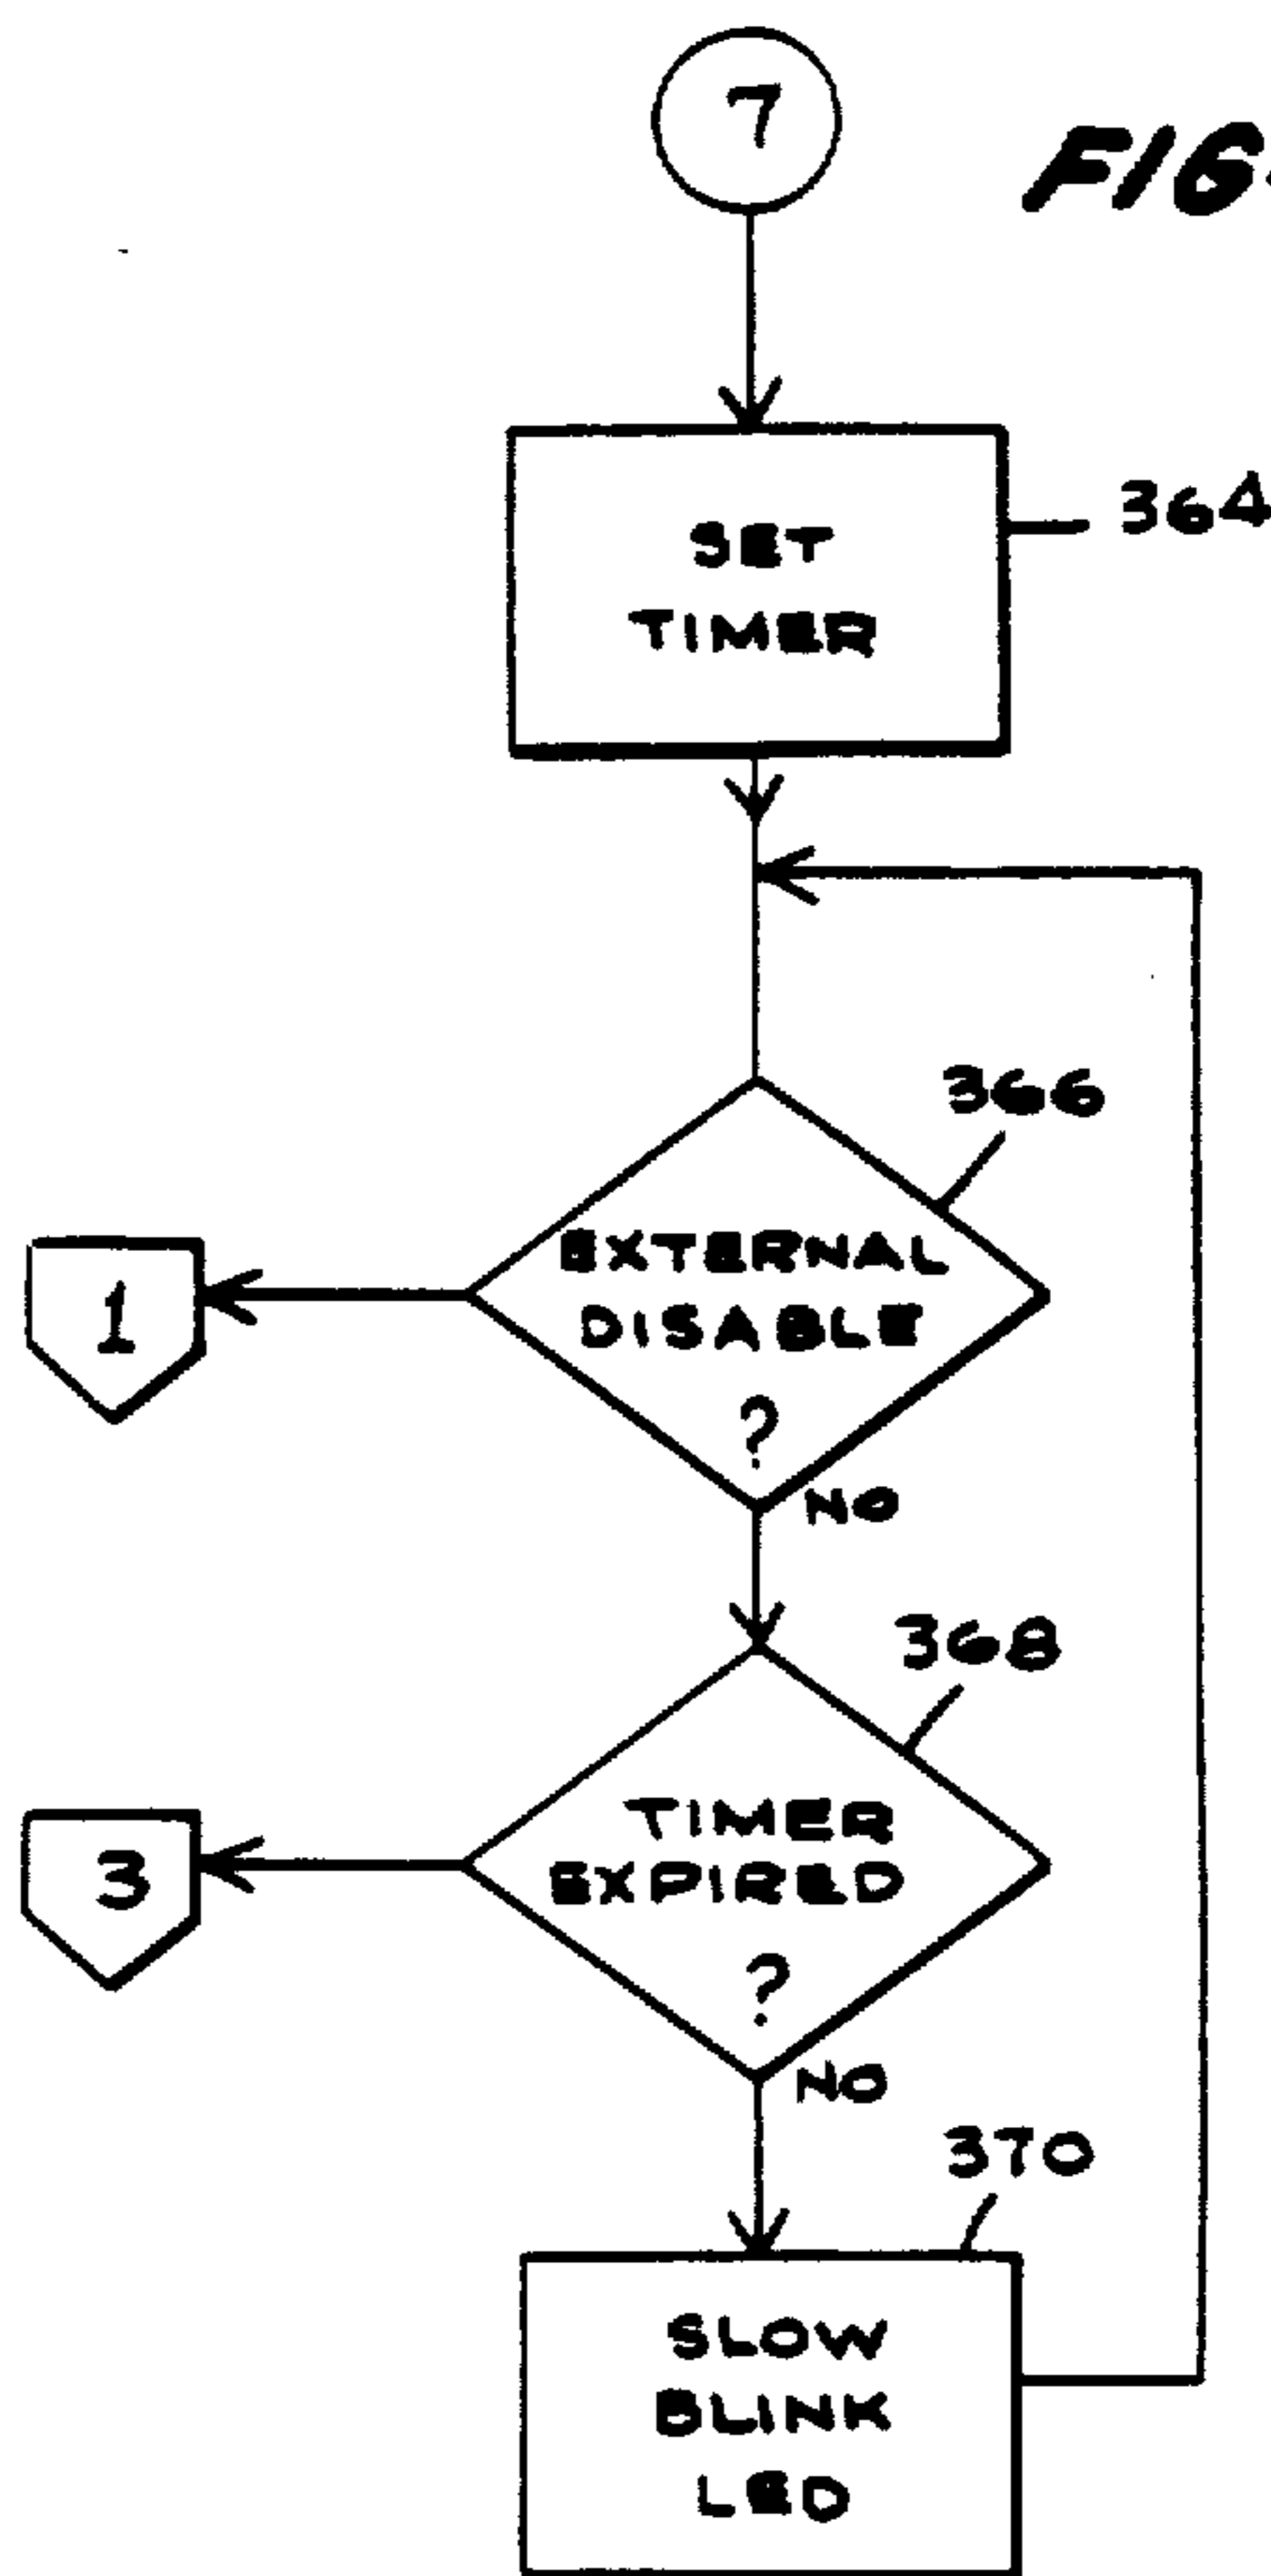 7
FIG.
SET
TIMER
364
366
EXTERNAL
DISABLE
?
1
NO
368
TIMER
EXPIRED
?
3
NO
370
SLOW
BLINK
LED